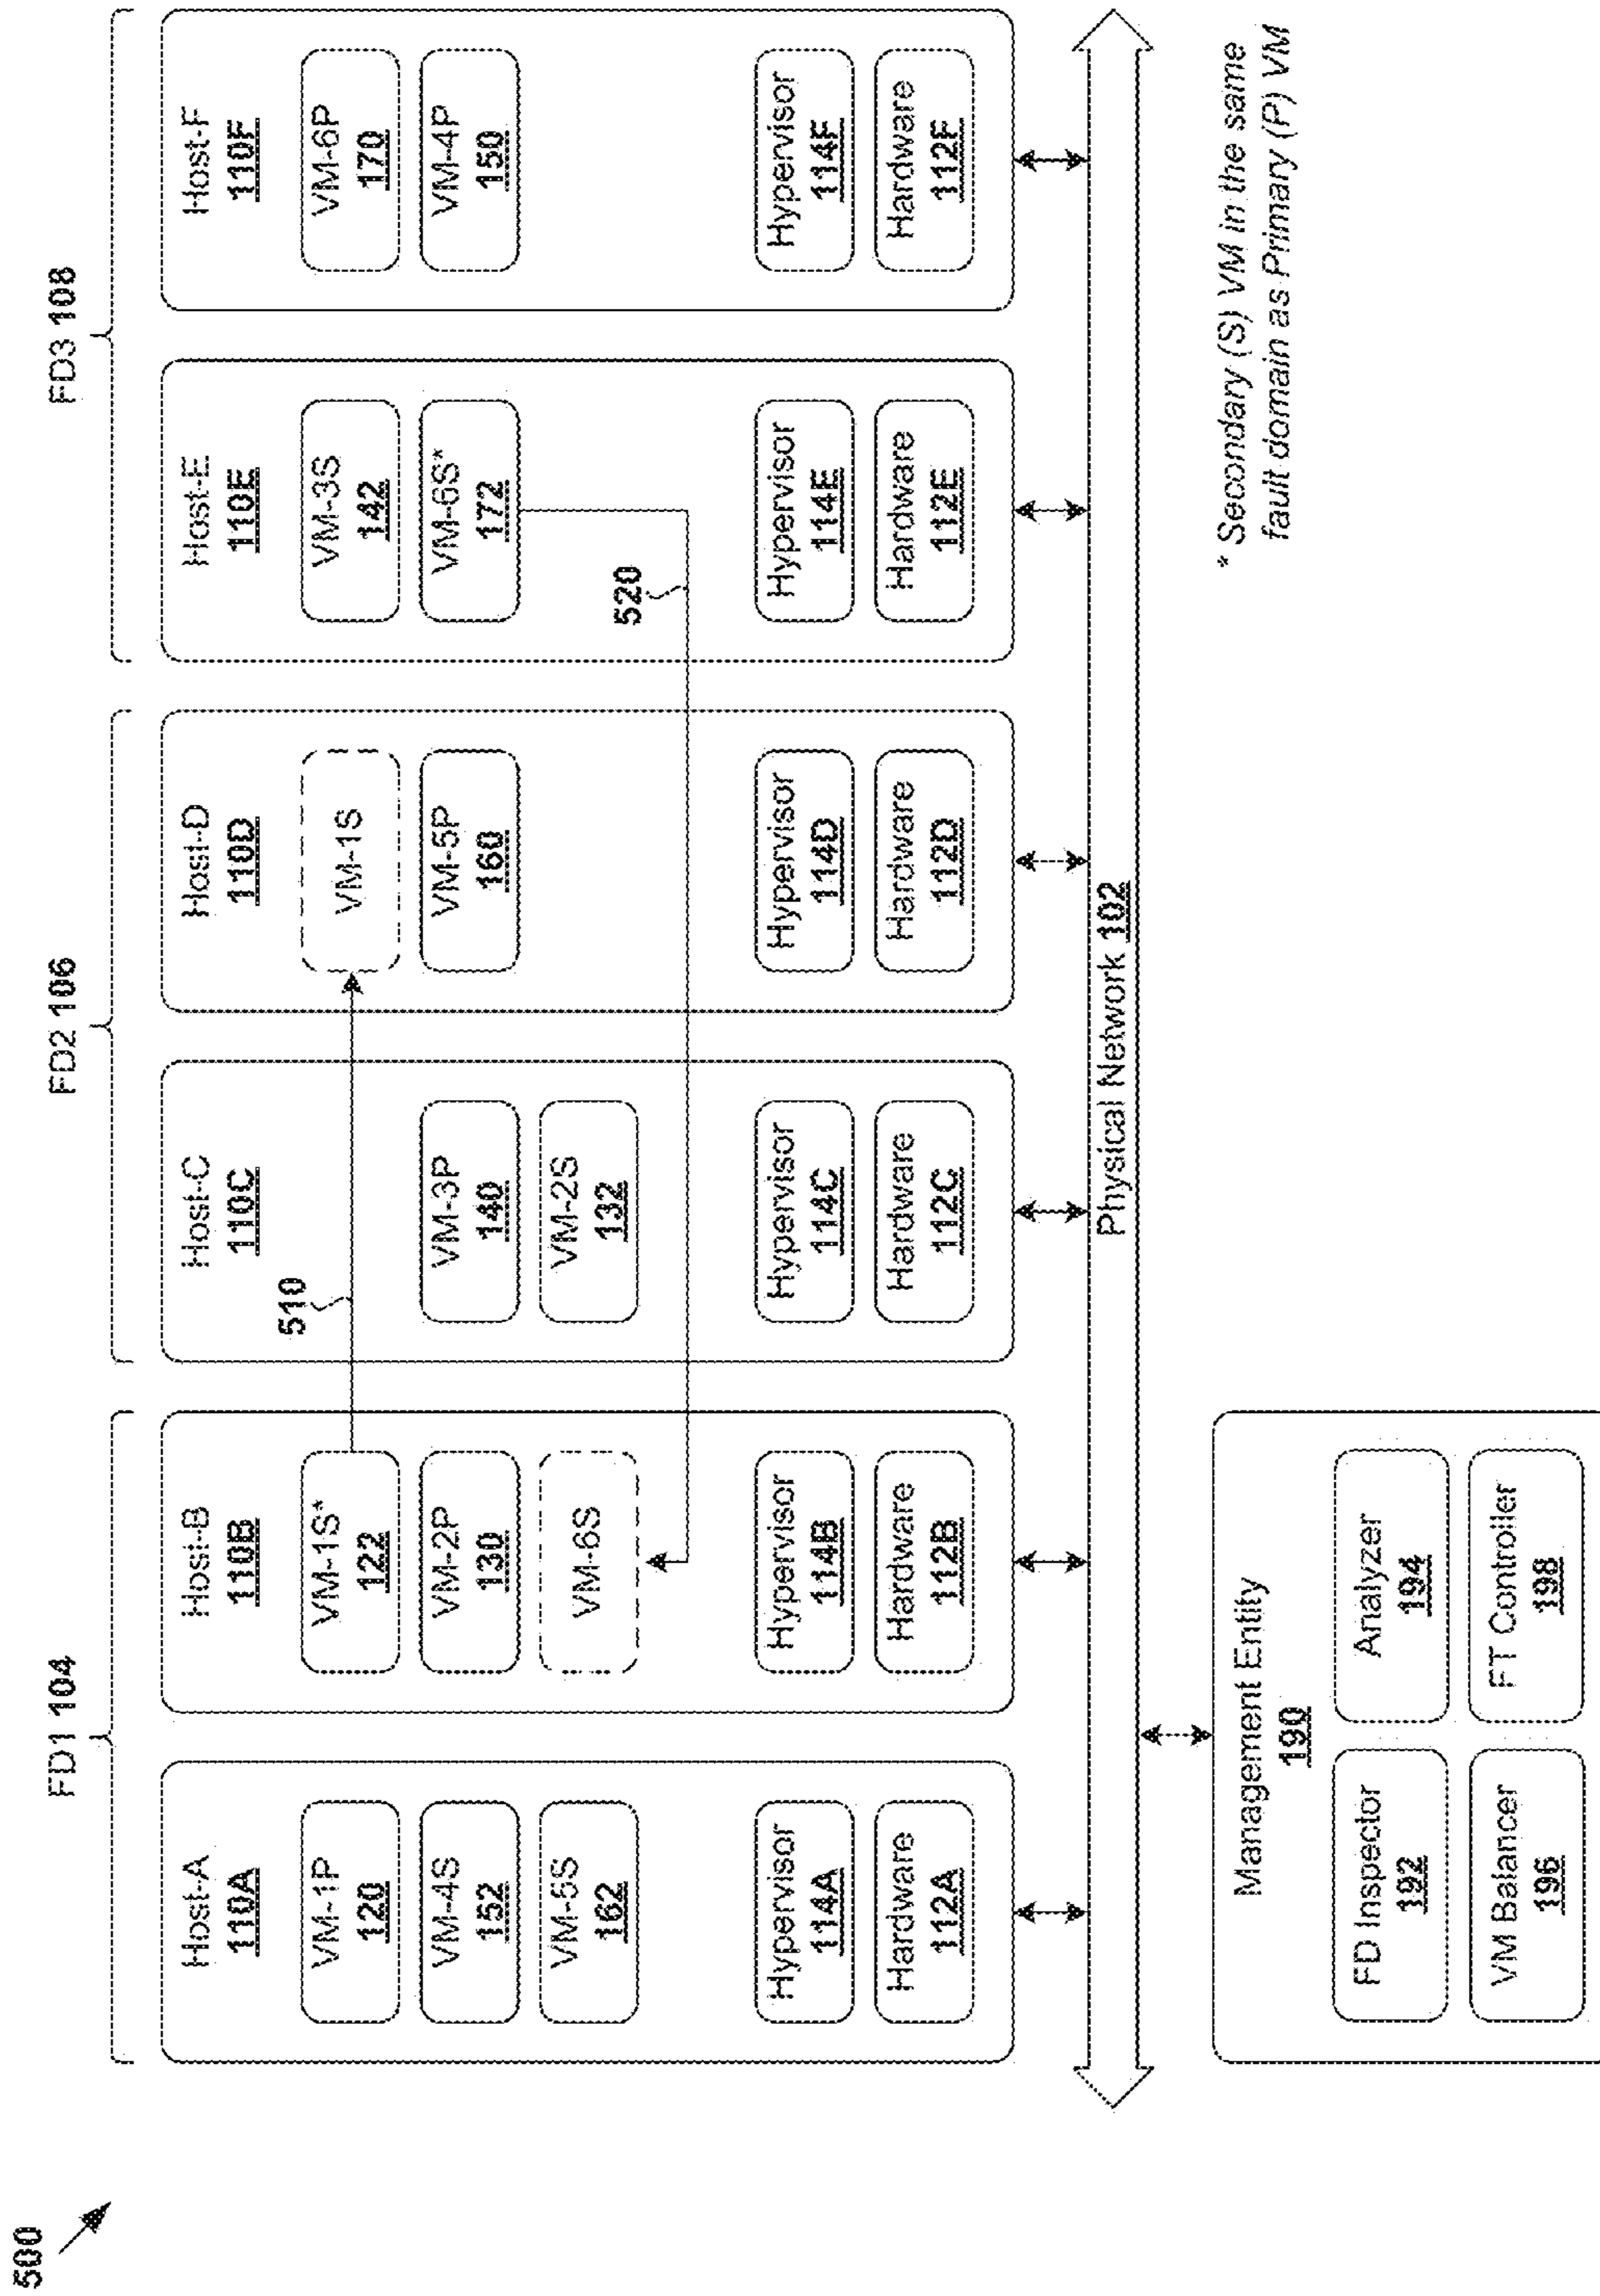 500
FD1 104
FD2 106
FD3 108
Host-A
110A
VM-1P
120
VM-4S
152
VM-5S
162
Hypervisor
114A
Hardware
112A
Host-B
110B
VM-1S*
122
VM-2P
130
VM-6S
Hypervisor
114B
Hardware
112B
510
Host-C
110C
VM-3P
140
VM-2S
132
Hypervisor
114C
Hardware
112C
Host-D
110D
VM-1S
VM-5P
160
Hypervisor
114D
Hardware
112D
520
Host-E
110E
VM-3S
142
VM-6S*
172
Hypervisor
114E
Hardware
112E
Host-F
110F
VM-6P
170
VM-4P
150
Hypervisor
114F
Hardware
112F
Physical Network 102
Management Entity
190
FD Inspector
192
Analyzer
194
VM Balancer
196
FT Controller
198
* Secondary (S) VM in the same
fault domain as Primary (P) VM